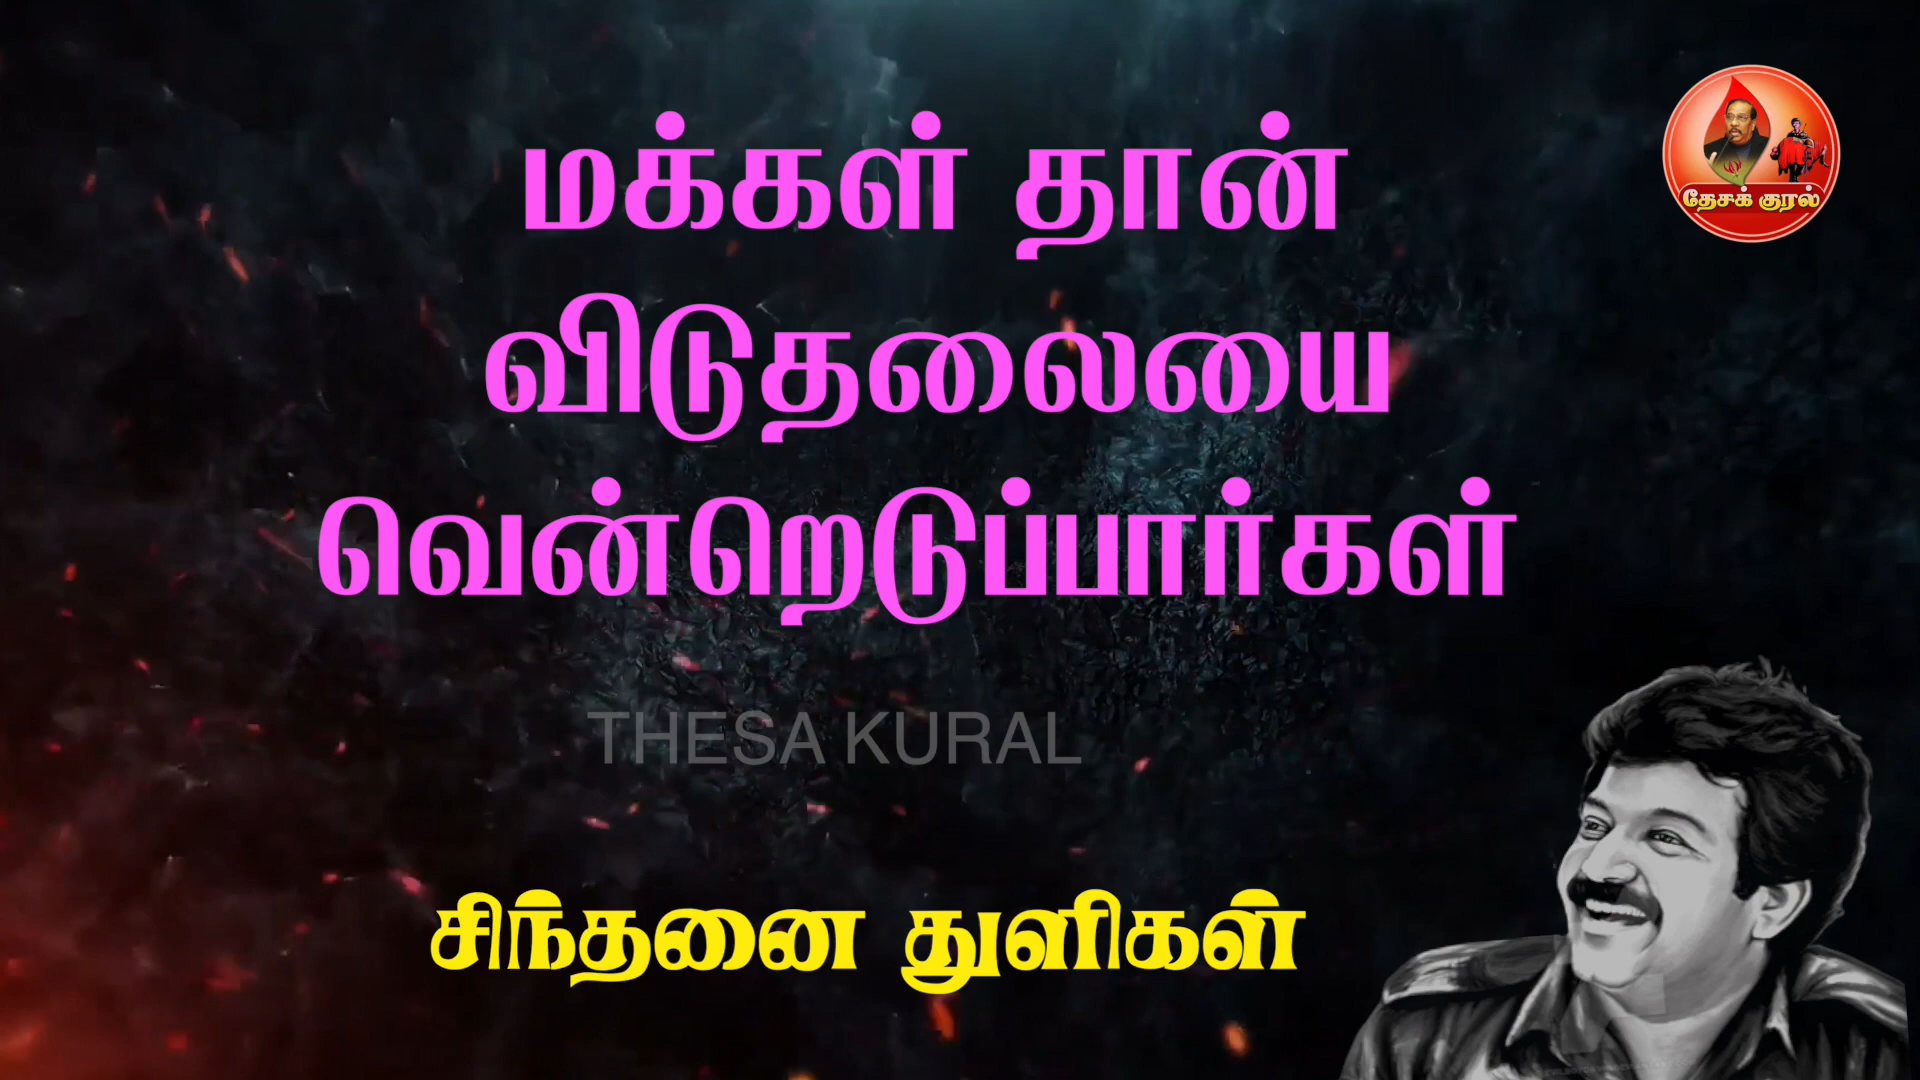 தேசக் குரல்
மக்கள் தான்
விடுதலையை
வென்றெடுப்பார்கள்
THESA KURAL
சிந்தனை துளிகள்